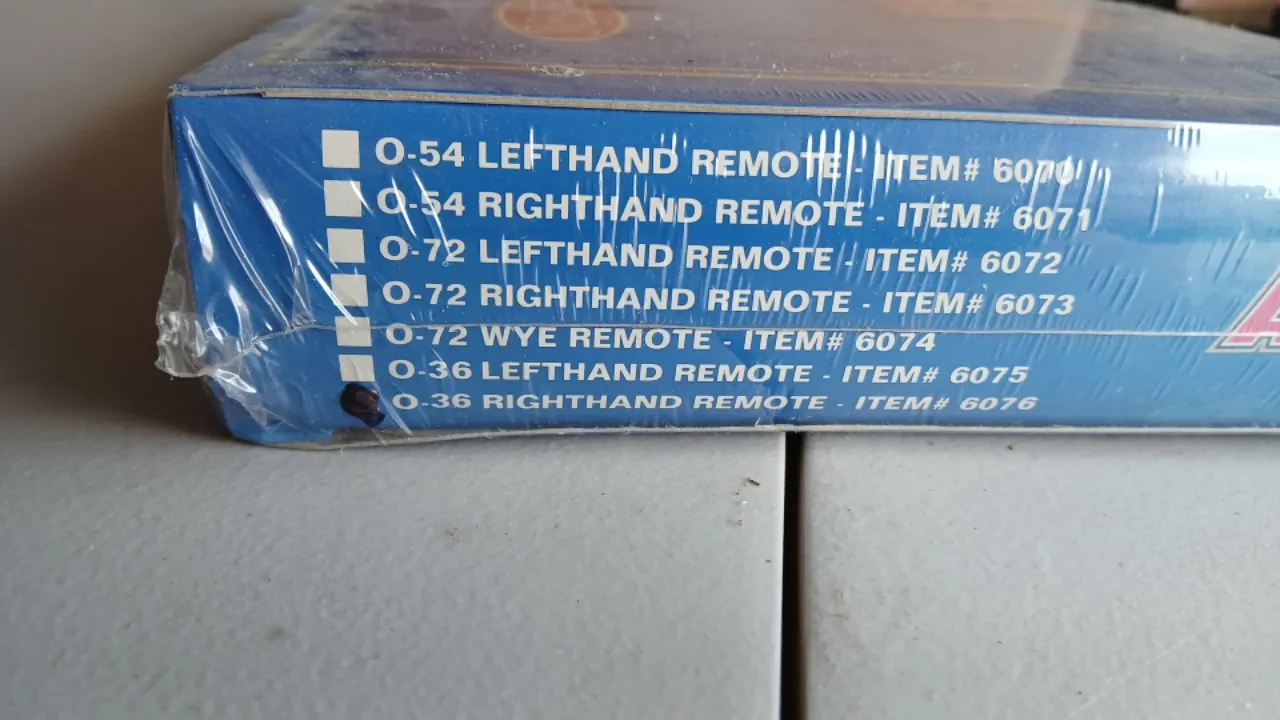 O-54 LEFTHAND REMOTE - ITEM# 6070
O-54 RIGHTHAND REMOTE - ITEM# 6071
O-72 LEFTHAND REMOTE - ITEM# 6072
O-72 RIGHTHAND REMOTE - ITEM# 6073
O-72 WYE REMOTE - ITEM# 6074
O-36 LEFTHAND REMOTE - ITEM# 6075
O-36 RIGHTHAND REMOTE - ITEM# 6076